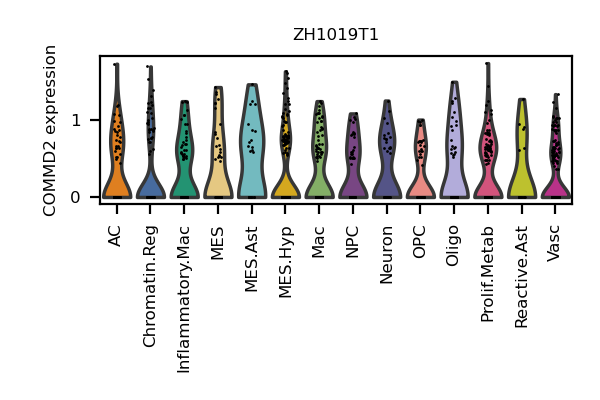 ZH1019T1
COMMD2 expression
1
0
AC
Chromatin.Reg
Inflammatory.Mac
MES
MES.Ast
MES.Hyp
Mac
NPC
Neuron
OPC
Oligo
Prolif.Metab
Reactive.Ast
Vasc